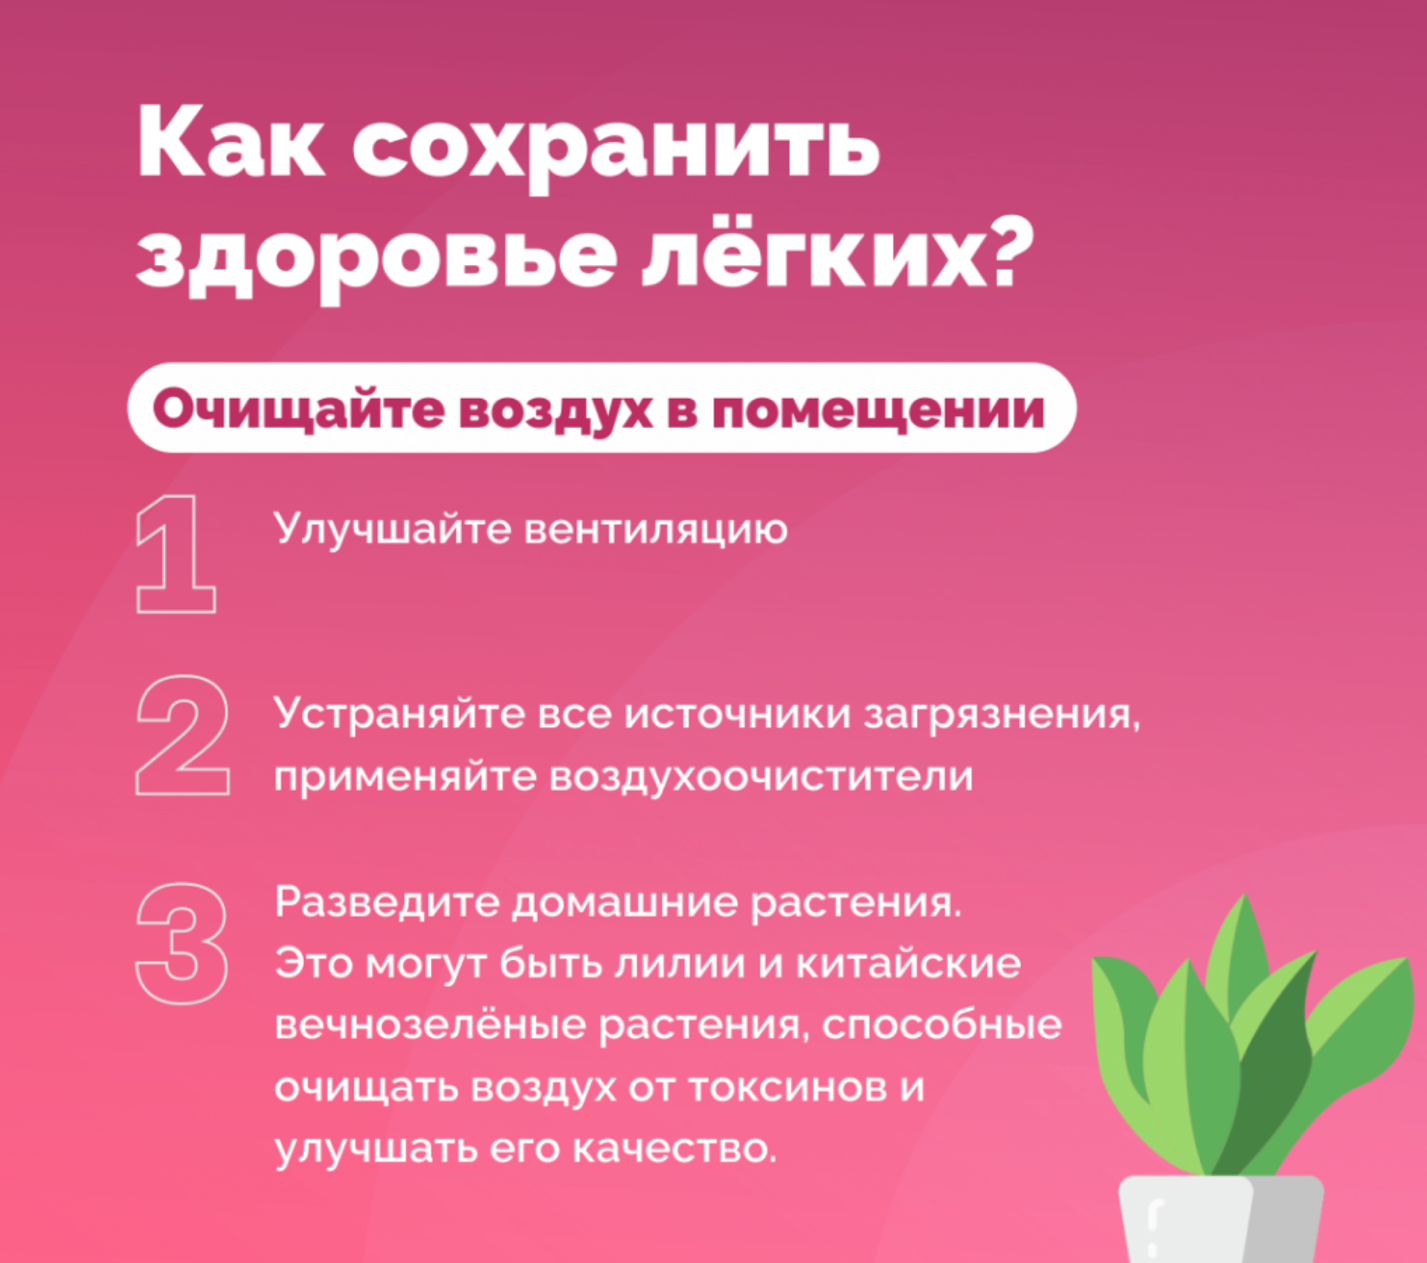 Как сохранить
здоровье лёгких?
Очищайте воздух в помещении
1 Улучшайте вентиляцию
2 Устраняйте все источники загрязнения,
применяйте воздухоочистители
3 Разведите домашние растения.
Это могут быть лилии и китайские
вечнозелёные растения, способные
очищать воздух от токсинов и
улучшать его качество.